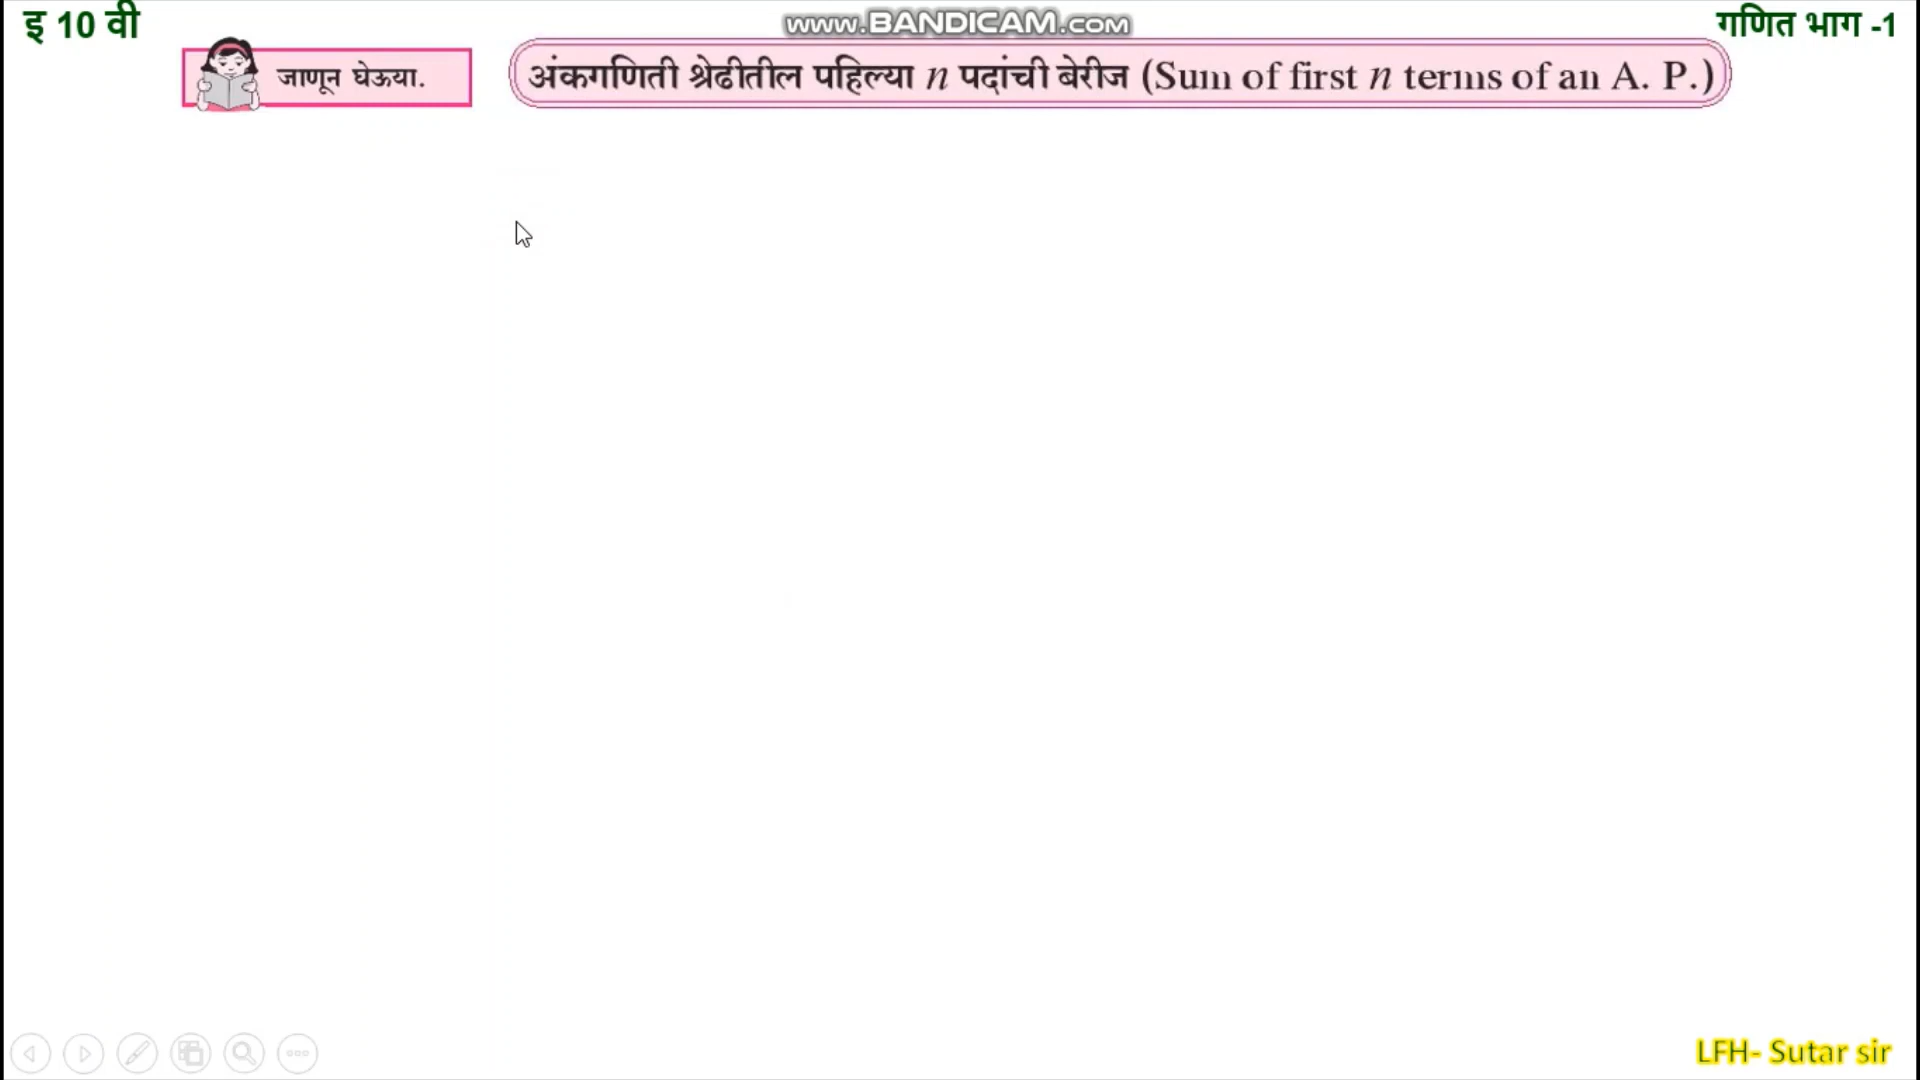 इ 10 वी
www.BANDICAM.com
गणित भाग -1
जाणून घेऊया.
अंकगणिती श्रेढीतील पहिल्या n पदांची बेरीज (Sum of first n terms of an A. P.)
LFH- Sutar sir